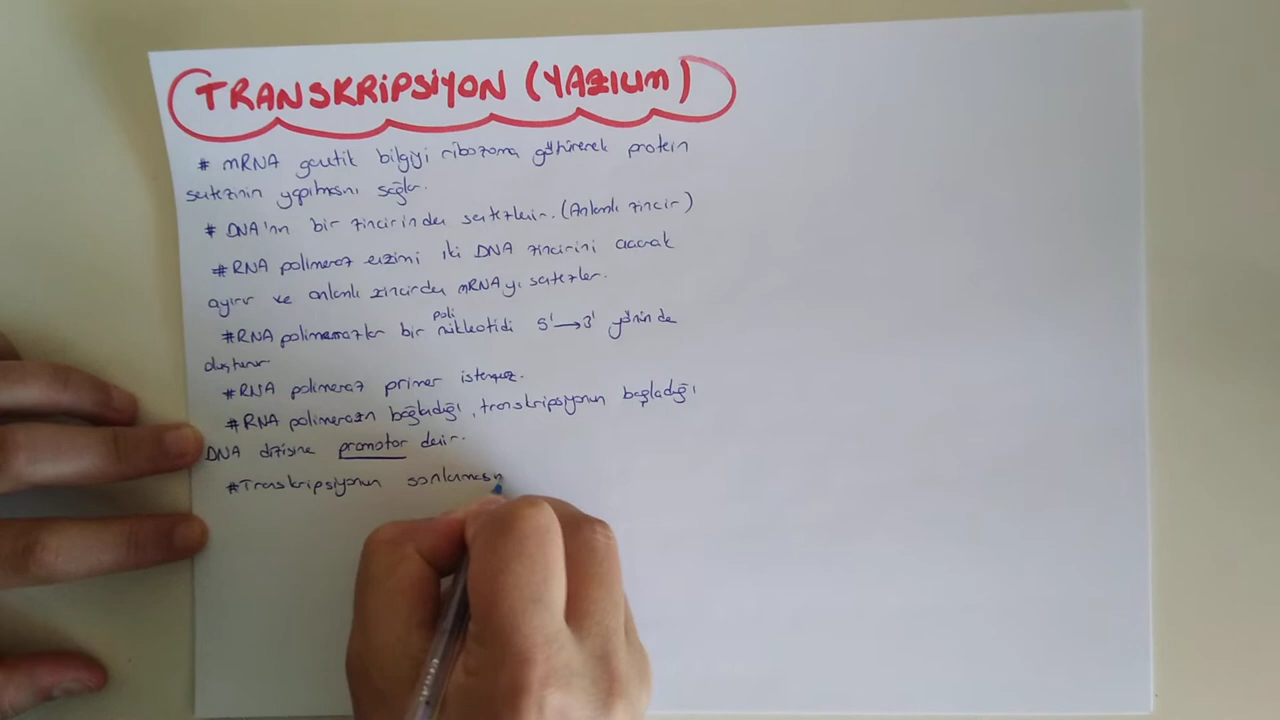 TRANSKRİPSİYON (YAZILIM)
# mRNA genetik bilgiyi ribozoma götürerek protein
sentezinin yapılmasını sağlar.
# DNA'nın bir zincirinden sentezlenir. (Anlamlı zincir)
#RNA polimeraz enzimi iki DNA zincirini açarak
ayırır ve anlamlı zincirden mRNA yı sentezler.
#RNA polimerazlar bir polinükleotidi 5'→3' yönünde
oluşturur.
#RNA polimeraz primer istemez.
#RNA polimerazın bağladığı, transkripsiyonun başladığı
DNA dizisine promotor denir.
#Transkripsiyonun sonlanması